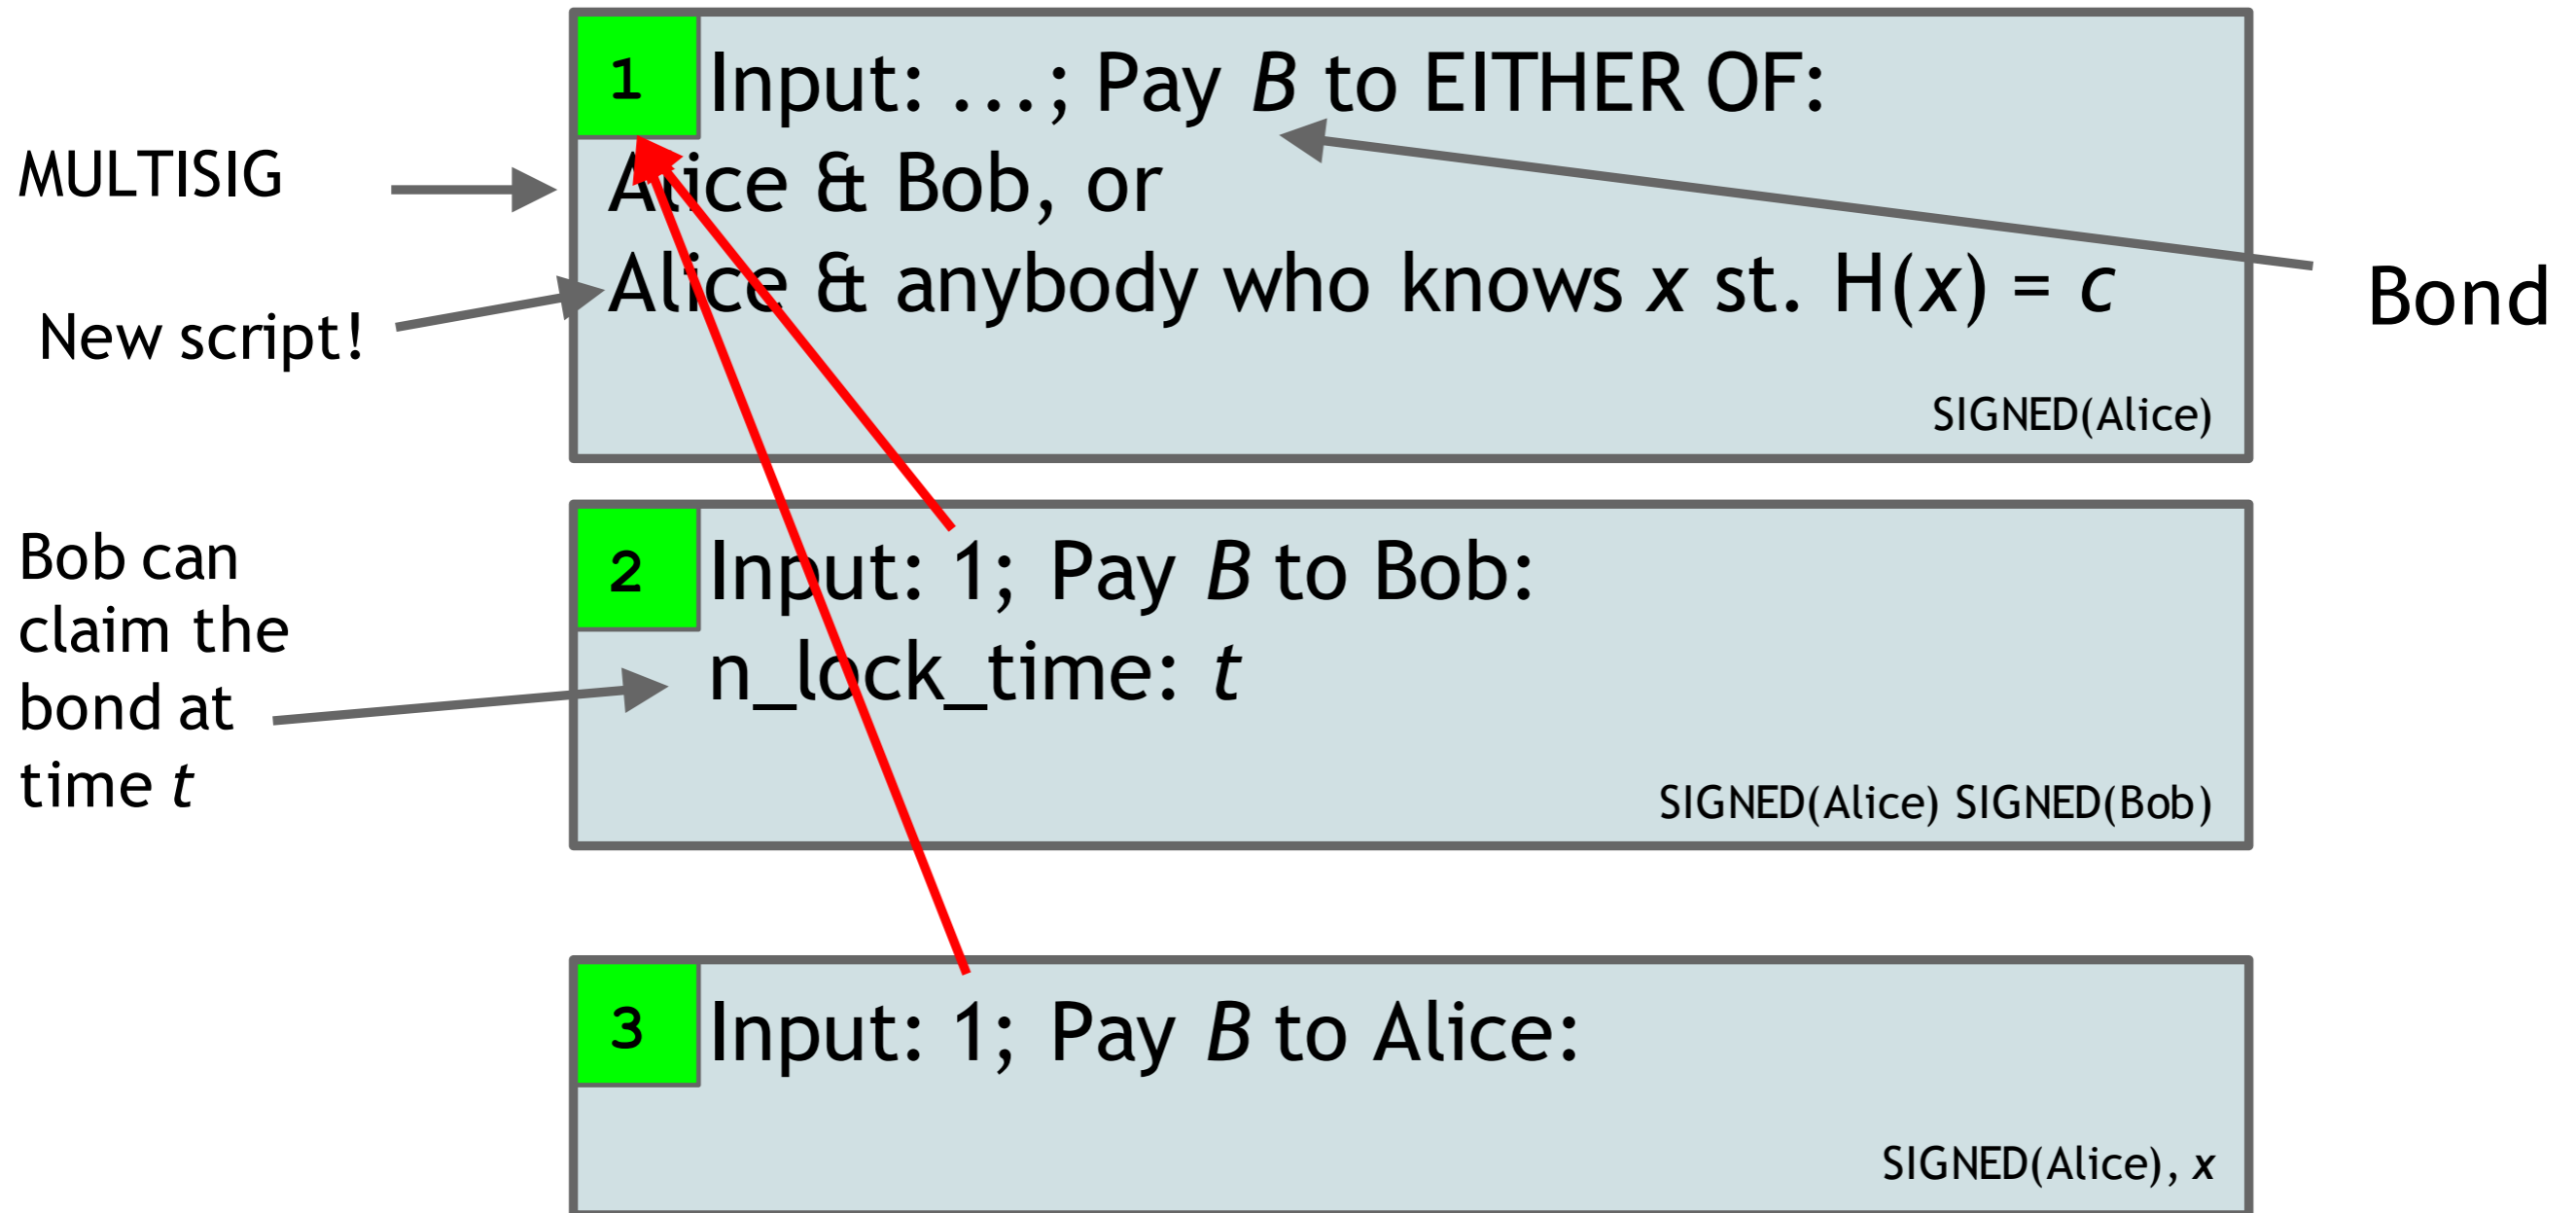 1
Input: ...; Pay B to EITHER OF:
MULTISIG
Alice & Bob, or
New script!
Alice & anybody who knows x st. H(x) = c
Bond
SIGNED(Alice)
Bob can
claim the
bond at
time t
2
Input: 1; Pay B to Bob:
n_lock_time: t
SIGNED(Alice) SIGNED(Bob)
3
Input: 1; Pay B to Alice:
SIGNED(Alice), x